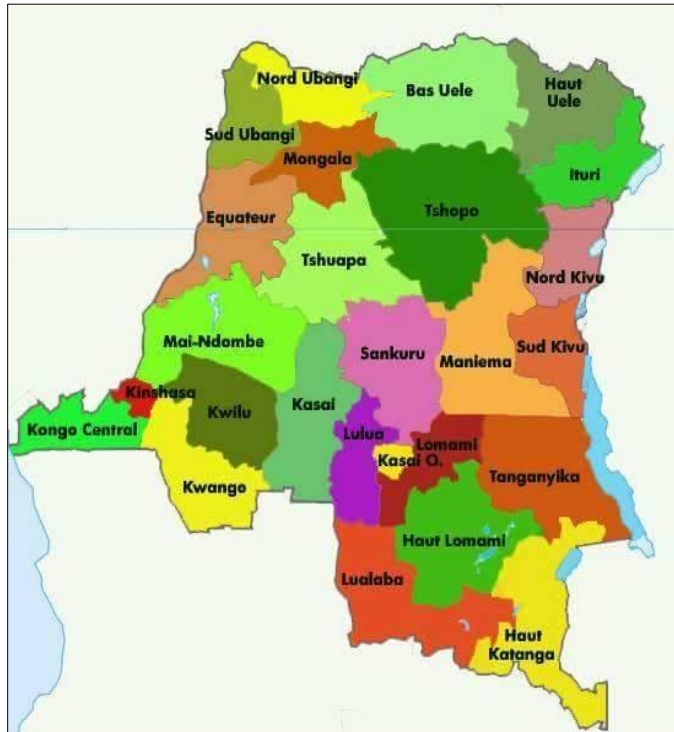 Nord Ubangi
Bas Uele
Haut
Uele
Sud Ubangi
Mongala
Ituri
Equateur
Tshopo
Tshuapa
Nord Kivu
Mai-Ndombe
Sankuru
Maniema
Sud Kivu
Kinshasa
Kwilu
Kasai
Kongo Central
Lulua
Lomami
Kasai O.
Kwango
Tanganyika
Haut Lomami
Lualaba
Haut
Katanga